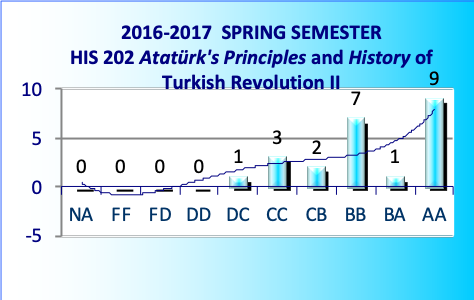 2016-2017 SPRING SEMESTER
HIS 202 Atatürk's Principles and History of
Turkish Revolution II
10
5
0
-5
0 0 0 0 1 3 2 7 1 9
NA FF FD DD DC CC CB BB BA AA